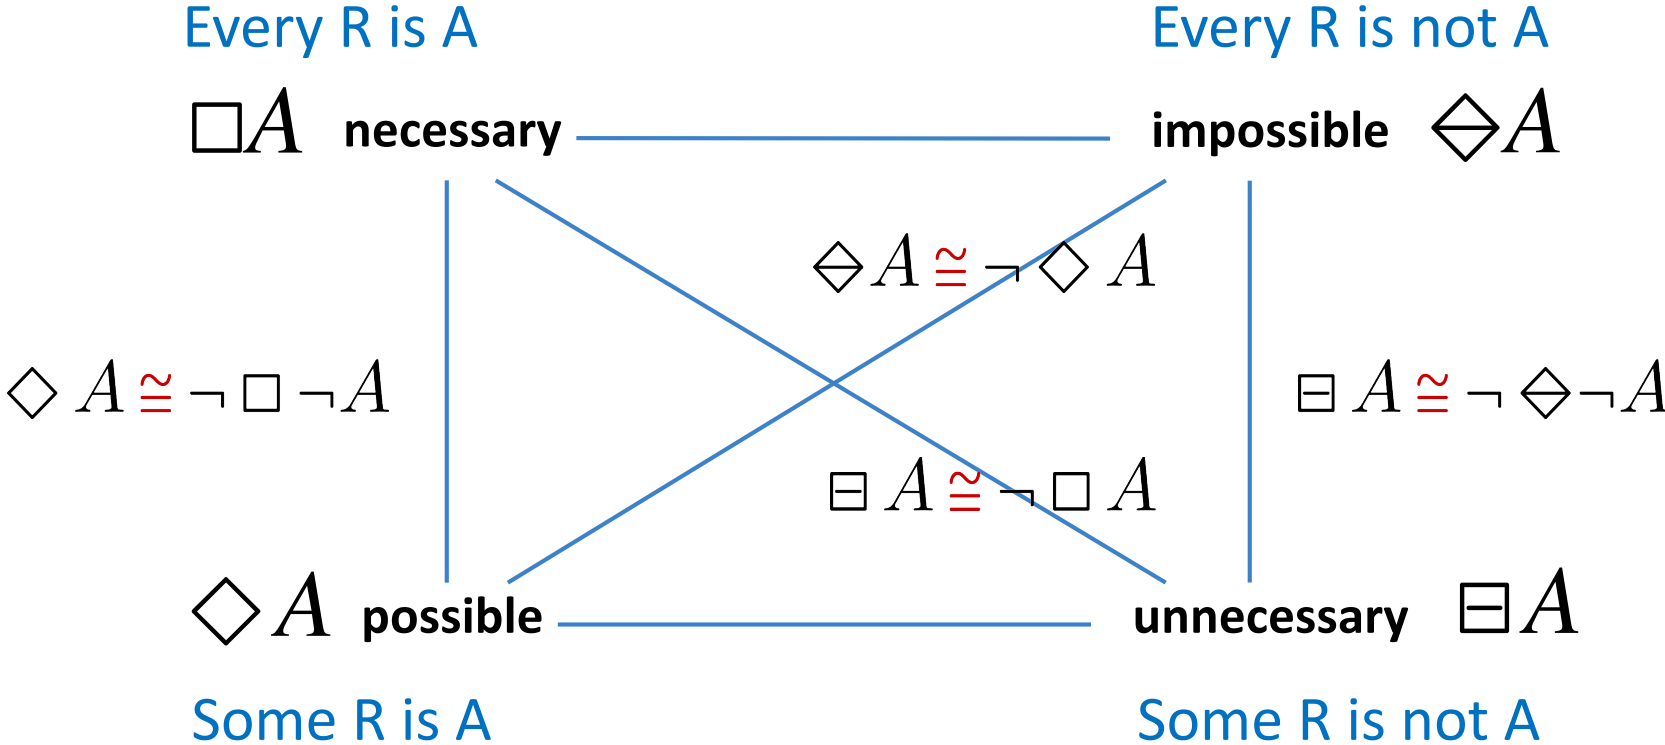 Every R is A
Every R is not A
□A necessary
impossible ⟠A
⟠A ≅ ¬◇A
◇A ≅ ¬□¬A
⊟A ≅ ¬⟠¬A
⊟A ≅ ¬□A
◇A possible
unnecessary ⊟A
Some R is A
Some R is not A